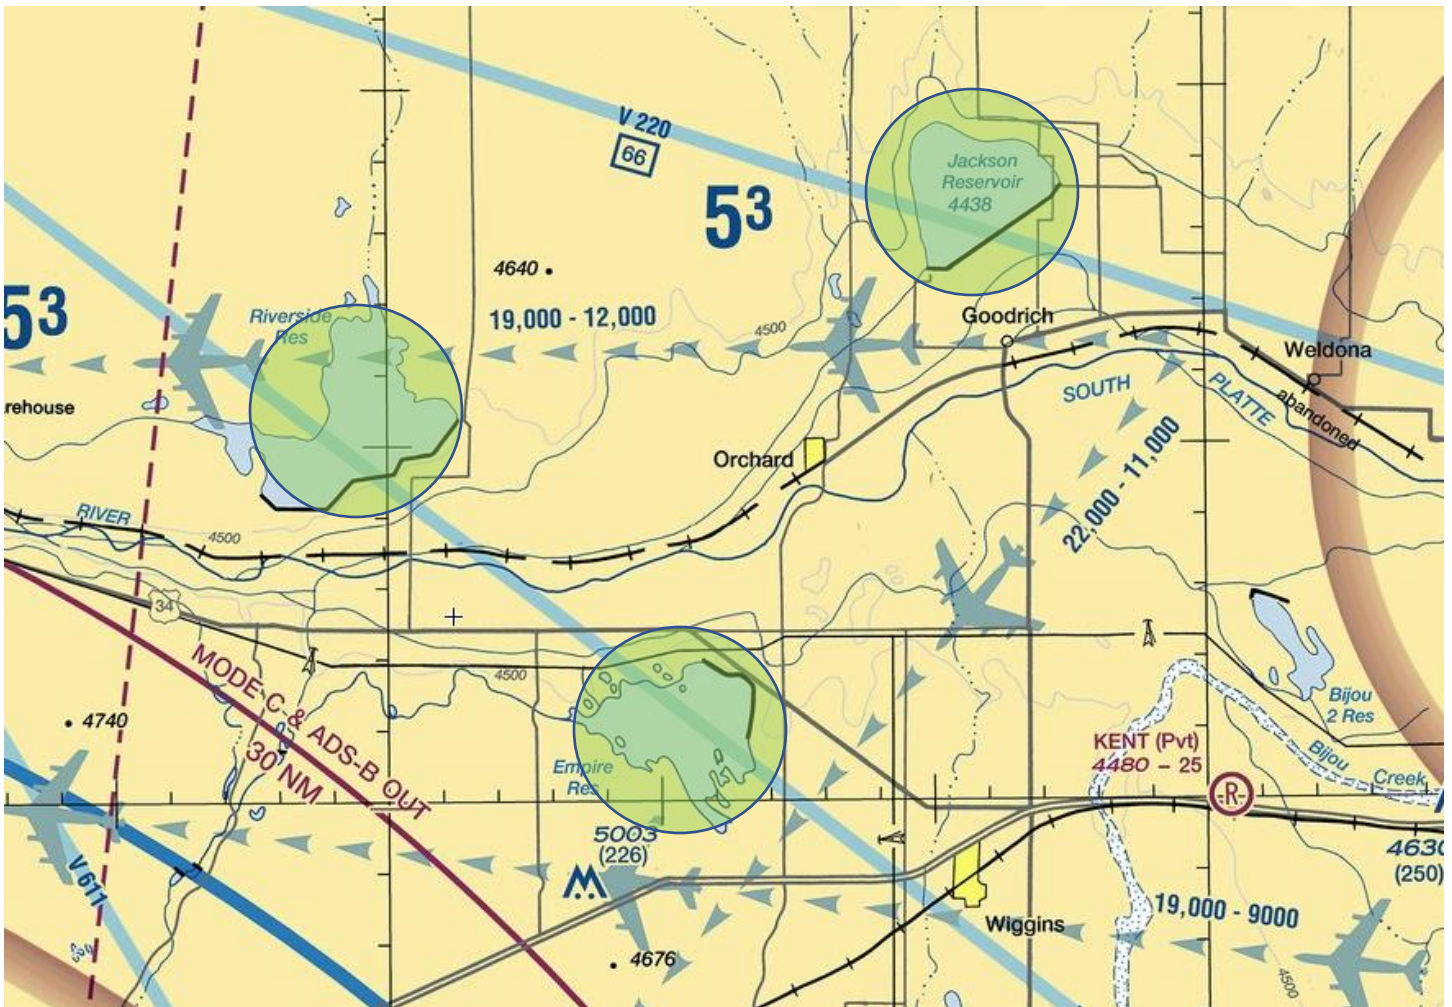 V 220
66
Jackson
Reservoir
4438
5³
4640
5³
Riverside
Res
19,000 - 12,000
4500
Goodrich
Weldona
rehouse
SOUTH
PLATTE
abandoned
Orchard
22,000 - 11,000
RIVER
4500
34
MODE C & ADS-B OUT
30 NM
4500
4740
Bijou
2 Res
KENT (Pvt)
4480 - 25
R
Bijou
Creek
Empire
Res
5003
(226)
4630
(250)
V 611
19,000 - 9000
Wiggins
4676
4500